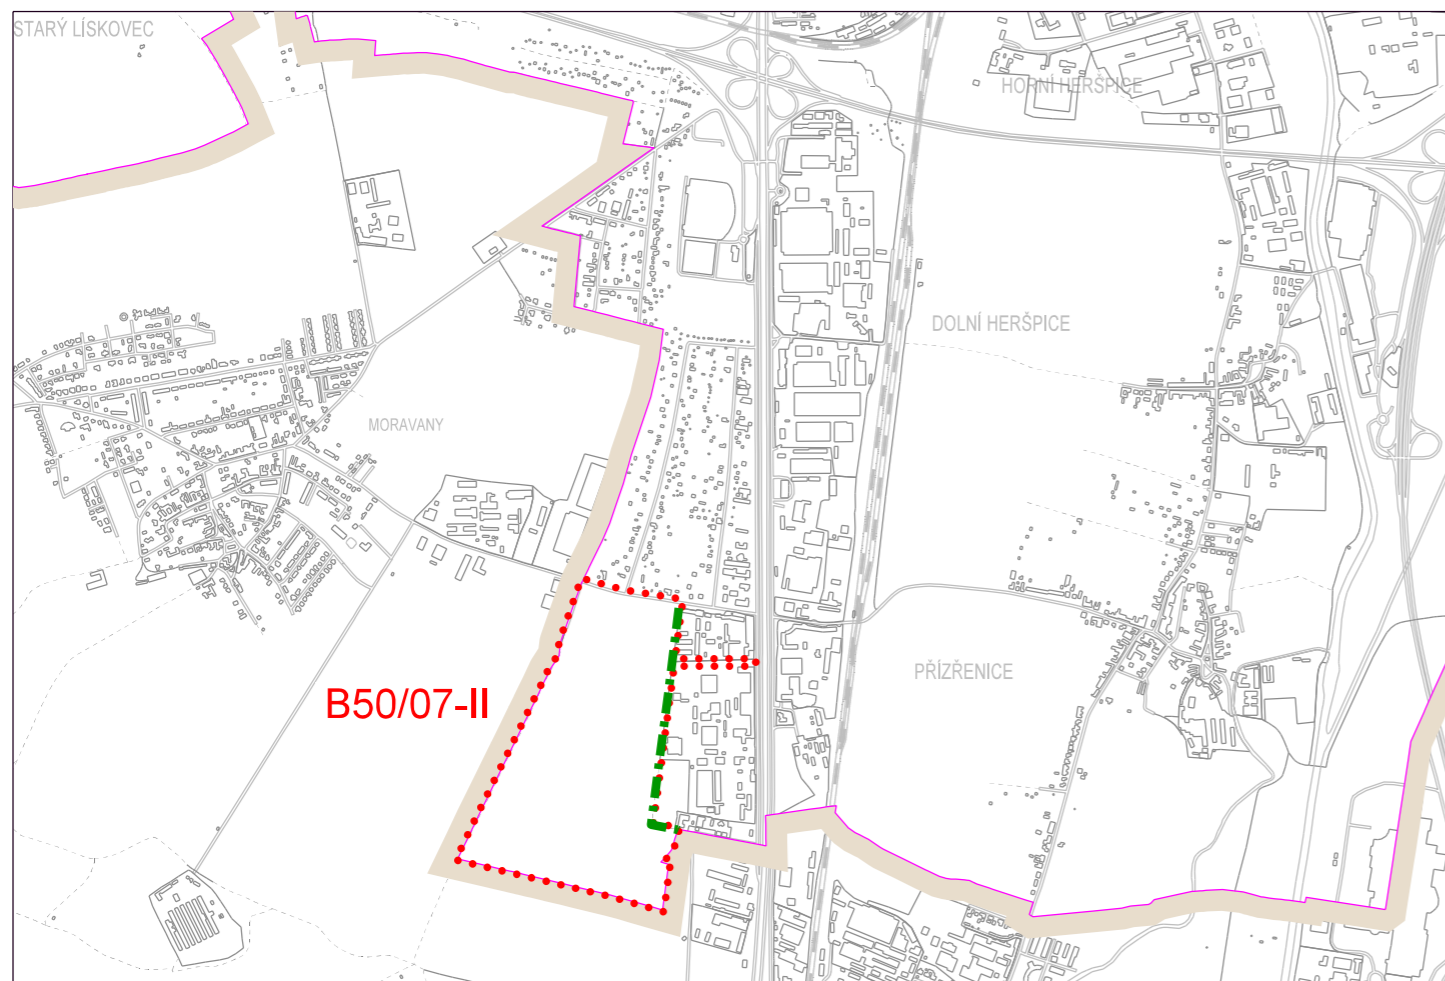 STARÝ LÍSKOVEC
HORNÍ HERŠPICE
DOLNÍ HERŠPICE
MORAVANY
PŘÍZŘENICE
B50/07-II